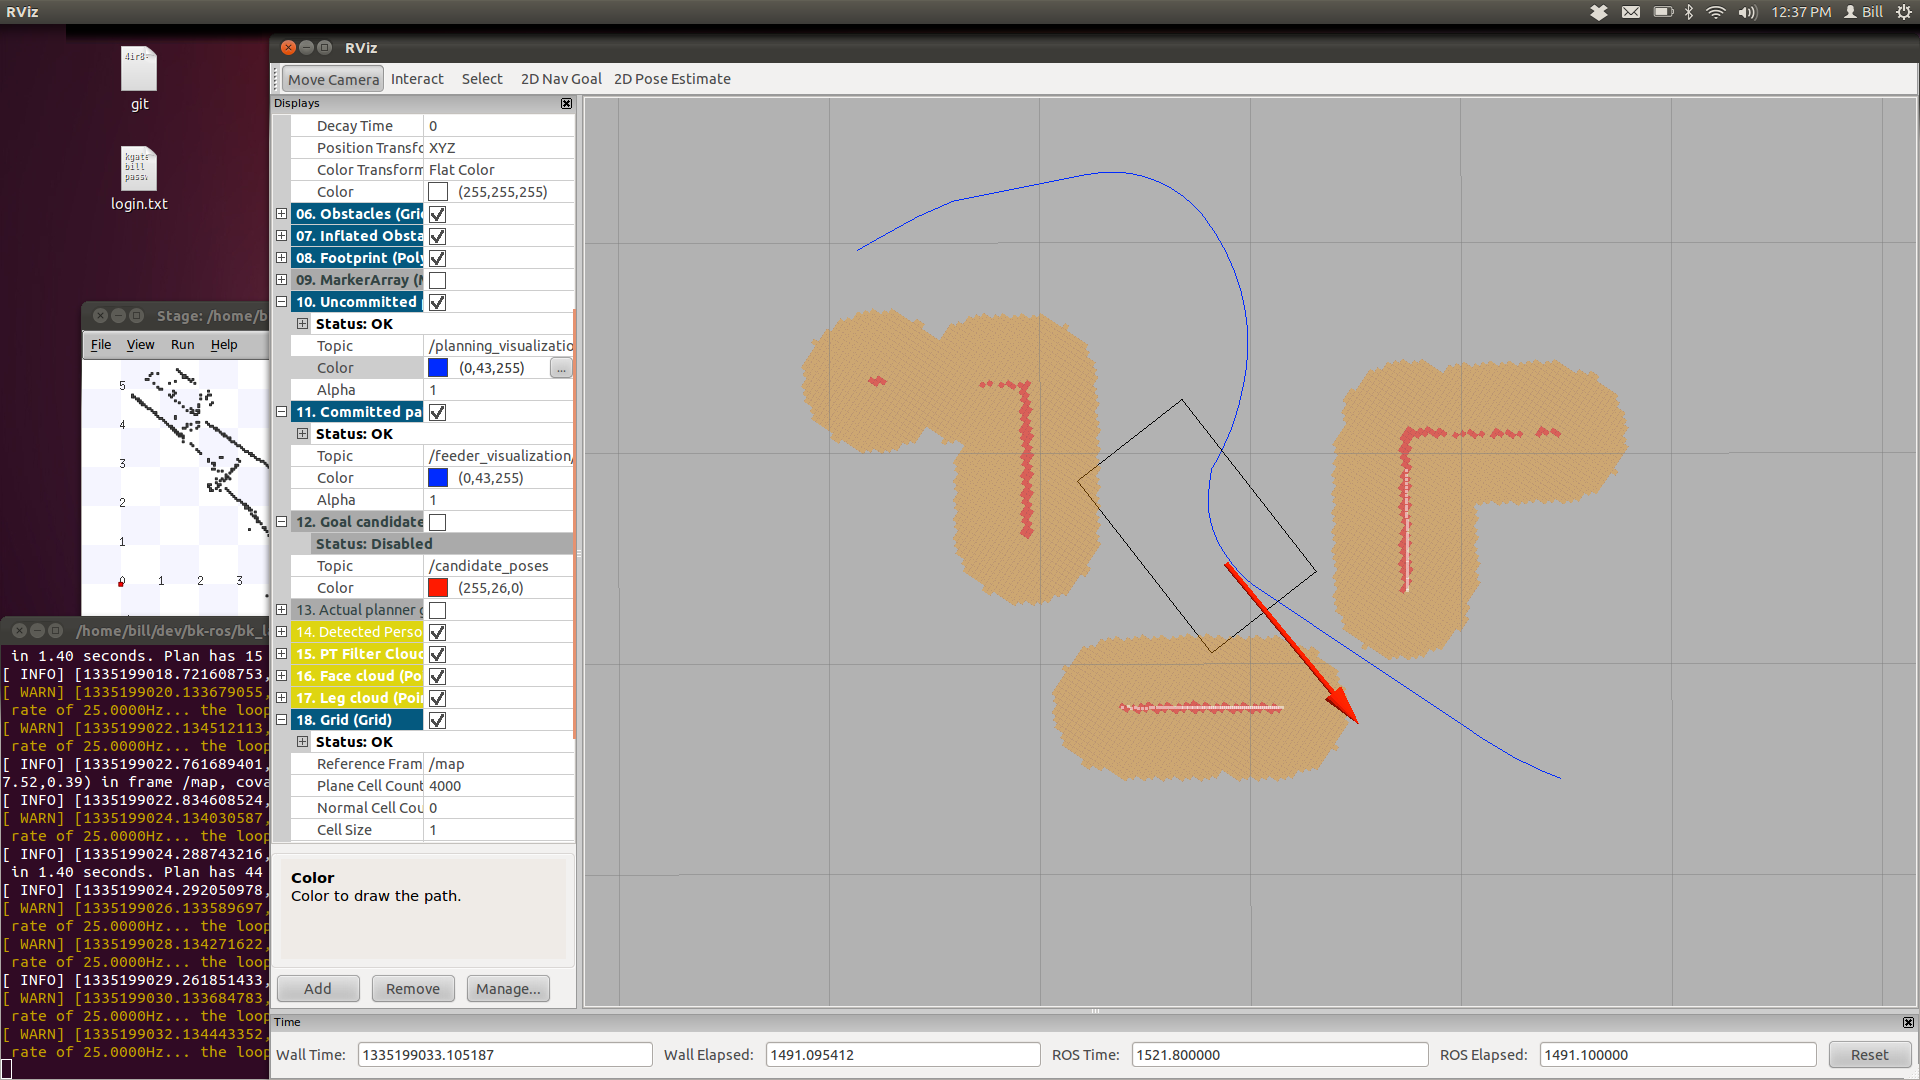 RViz
12:37 PM Bill
4ir8-
git
kgate
bill
passw
login.txt
Stage: /home/b
File View Run Help
5
4
3
2
1
0 1 2 3
/home/bill/dev/bk-ros/bk_l
in 1.40 seconds. Plan has 15
[ INFO] [1335199018.721608753,
[ WARN] [1335199020.133679055,
rate of 25.0000Hz... the loop
[ WARN] [1335199022.134512113,
rate of 25.0000Hz... the loop
[ INFO] [1335199022.761689401,
7.52,0.39) in frame /map, cova
[ INFO] [1335199022.834608524,
[ WARN] [1335199024.134030587,
rate of 25.0000Hz... the loop
[ INFO] [1335199024.288743216,
in 1.40 seconds. Plan has 44
[ INFO] [1335199024.292050978,
[ WARN] [1335199026.133589697,
rate of 25.0000Hz... the loop
[ WARN] [1335199028.134271622,
rate of 25.0000Hz... the loop
[ INFO] [1335199029.261851433,
[ WARN] [1335199030.133684783,
rate of 25.0000Hz... the loop
[ WARN] [1335199032.134443352,
rate of 25.0000Hz... the loop
RViz
Move Camera Interact Select 2D Nav Goal 2D Pose Estimate
Displays
Decay Time 0
Position Transfo XYZ
Color Transform Flat Color
Color (255,255,255)
06. Obstacles (Gri
07. Inflated Obsta
08. Footprint (Poly
09. MarkerArray (M
10. Uncommitted
Status: OK
Topic /planning_visualizatio
Color (0,43,255) ...
Alpha 1
11. Committed pa
Status: OK
Topic /feeder_visualization/
Color (0,43,255)
Alpha 1
12. Goal candidate
Status: Disabled
Topic /candidate_poses
Color (255,26,0)
13. Actual planner g
14. Detected Perso
15. PT Filter Cloud
16. Face cloud (Po
17. Leg cloud (Poin
18. Grid (Grid)
Status: OK
Reference Fram /map
Plane Cell Count 4000
Normal Cell Cou 0
Cell Size 1
Color
Color to draw the path.
Add Remove Manage...
Time
Wall Time: 1335199033.105187 Wall Elapsed: 1491.095412 ROS Time: 1521.800000 ROS Elapsed: 1491.100000 Reset